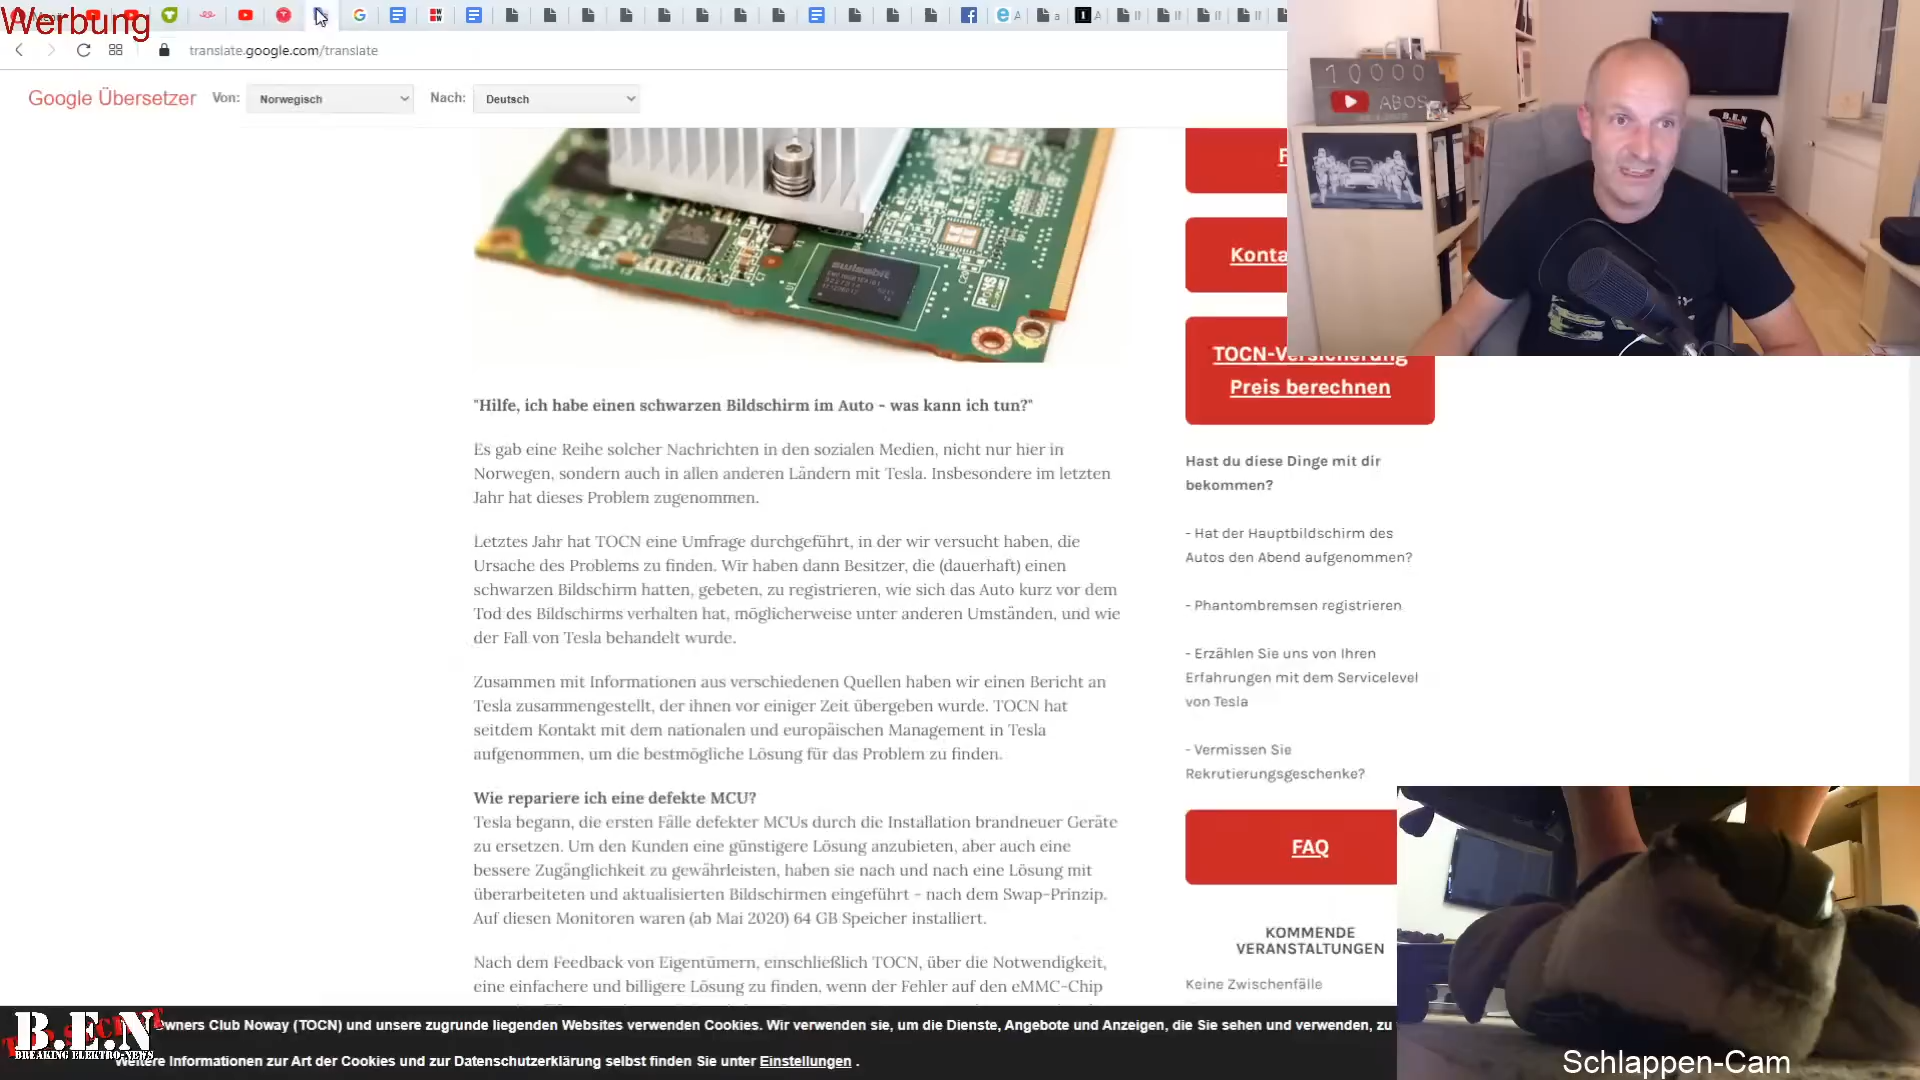 Werbung
translate.google.com/translate
Google Übersetzer
Von:
Norwegisch
Nach:
Deutsch
10000
ABOS
B.E.N
swissbit
RoHS
Konta
TOCN-Versicherung
Preis berechnen
"Hilfe, ich habe einen schwarzen Bildschirm im Auto - was kann ich tun?"
Es gab eine Reihe solcher Nachrichten in den sozialen Medien, nicht nur hier in
Norwegen, sondern auch in allen anderen Ländern mit Tesla. Insbesondere im letzten
Jahr hat dieses Problem zugenommen.
Letztes Jahr hat TOCN eine Umfrage durchgeführt, in der wir versucht haben, die
Ursache des Problems zu finden. Wir haben dann Besitzer, die (dauerhaft) einen
schwarzen Bildschirm hatten, gebeten, zu registrieren, wie sich das Auto kurz vor dem
Tod des Bildschirms verhalten hat, möglicherweise unter anderen Umständen, und wie
der Fall von Tesla behandelt wurde.
Zusammen mit Informationen aus verschiedenen Quellen haben wir einen Bericht an
Tesla zusammengestellt, der ihnen vor einiger Zeit übergeben wurde. TOCN hat
seitdem Kontakt mit dem nationalen und europäischen Management in Tesla
aufgenommen, um die bestmögliche Lösung für das Problem zu finden.
Wie repariere ich eine defekte MCU?
Tesla begann, die ersten Fälle defekter MCUs durch die Installation brandneuer Geräte
zu ersetzen. Um den Kunden eine günstigere Lösung anzubieten, aber auch eine
bessere Zugänglichkeit zu gewährleisten, haben sie nach und nach eine Lösung mit
überarbeiteten und aktualisierten Bildschirmen eingeführt - nach dem Swap-Prinzip.
Auf diesen Monitoren waren (ab Mai 2020) 64 GB Speicher installiert.
Nach dem Feedback von Eigentümern, einschließlich TOCN, über die Notwendigkeit,
eine einfachere und billigere Lösung zu finden, wenn der Fehler auf den eMMC-Chip
Hast du diese Dinge mit dir
bekommen?
- Hat der Hauptbildschirm des
Autos den Abend aufgenommen?
- Phantombremsen registrieren
- Erzählen Sie uns von Ihren
Erfahrungen mit dem Servicelevel
von Tesla
- Vermissen Sie
Rekrutierungsgeschenke?
FAQ
KOMMENDE
VERANSTALTUNGEN
Keine Zwischenfälle
B.E.N
BREAKING ELEKTRO-NEWS
wners Club Noway (TOCN) und unsere zugrunde liegenden Websites verwenden Cookies. Wir verwenden sie, um die Dienste, Angebote und Anzeigen, die Sie sehen und verwenden, zu
Weitere Informationen zur Art der Cookies und zur Datenschutzerklärung selbst finden Sie unter Einstellungen .
Schlappen-Cam